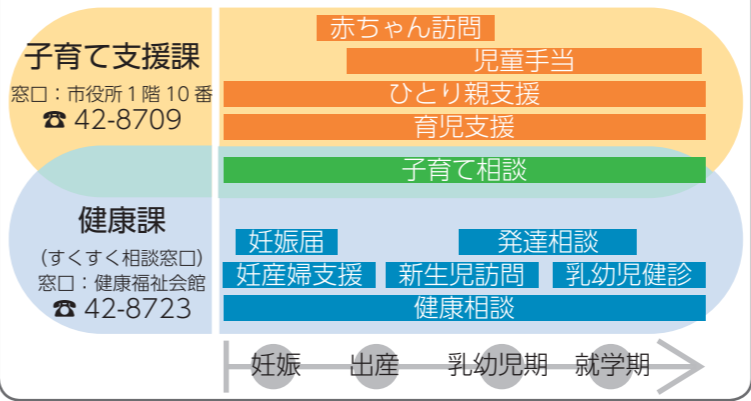 子育て支援課
窓口：市役所1階10番
☎ 42-8709
赤ちゃん訪問
児童手当
ひとり親支援
育児支援
子育て相談
健康課
(すくすく相談窓口)
窓口：健康福祉会館
☎ 42-8723
妊娠届
発達相談
妊産婦支援
新生児訪問
乳幼児健診
健康相談
妊娠
出産
乳幼児期
就学期